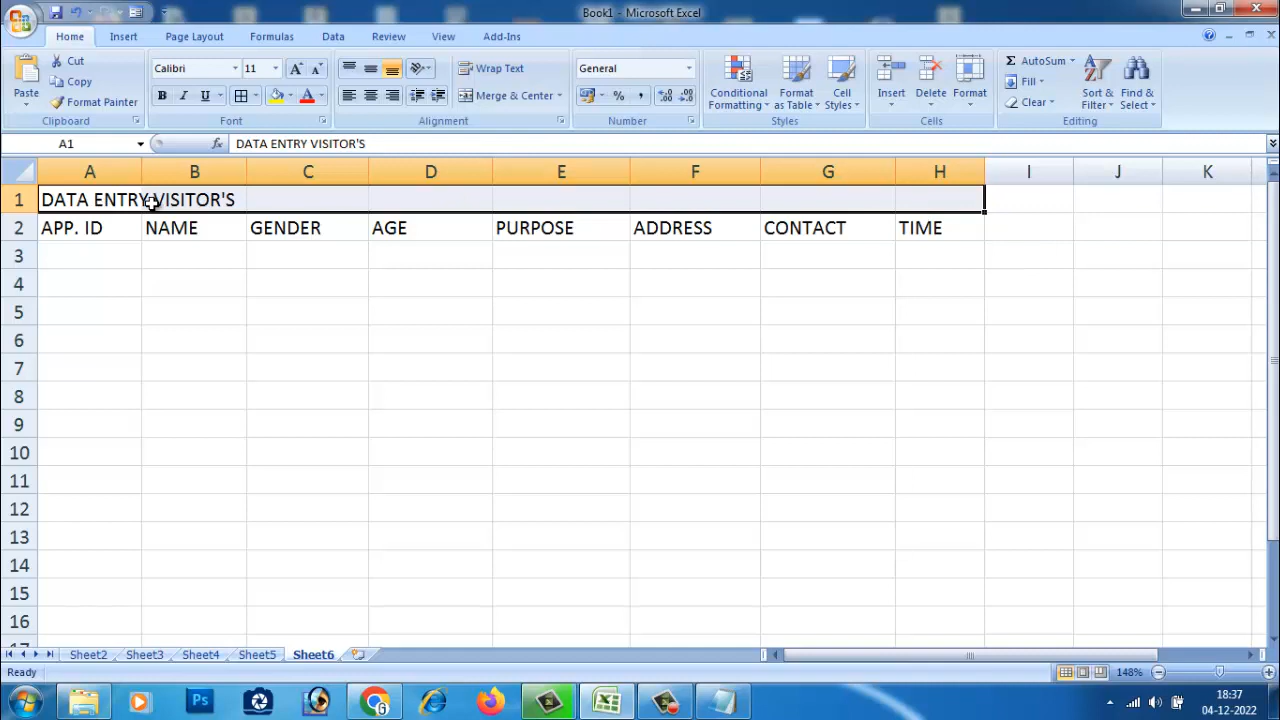 Book1 - Microsoft Excel
Home Insert Page Layout Formulas Data Review View Add-Ins
Paste
Cut
Copy
Format Painter
Clipboard
Calibri 11
B I U
Font
Wrap Text
Merge & Center
Alignment
General
Number
Conditional Formatting
Format as Table
Cell Styles
Styles
Insert Delete Format
Cells
AutoSum
Fill
Clear
Sort & Filter
Find & Select
Editing
A1 fx DATA ENTRY VISITOR'S
A B C D E F G H I J K
1 DATA ENTRY VISITOR'S
2 APP. ID NAME GENDER AGE PURPOSE ADDRESS CONTACT TIME
3
4
5
6
7
8
9
10
11
12
13
14
15
16
17
Sheet2 Sheet3 Sheet4 Sheet5 Sheet6
Ready 148%
Ps
18:37
04-12-2022